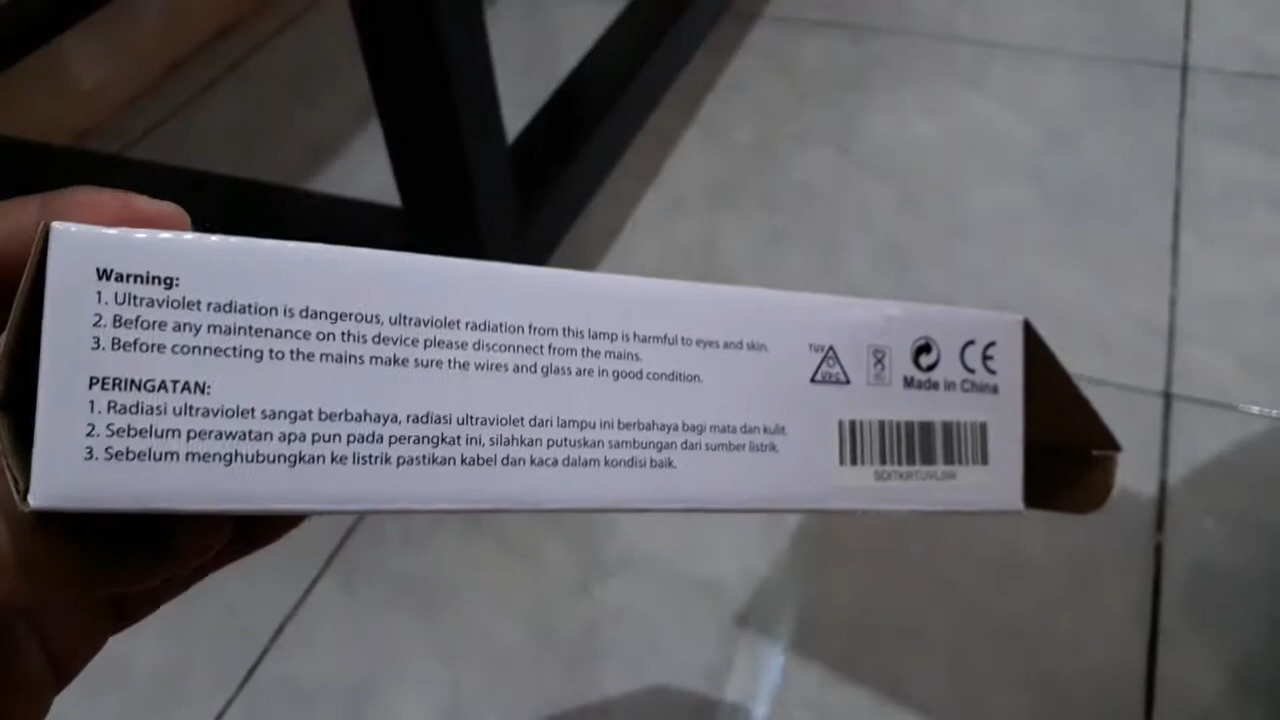 Warning:
1. Ultraviolet radiation is dangerous, ultraviolet radiation from this lamp is harmful to eyes and skin.
2. Before any maintenance on this device please disconnect from the mains.
3. Before connecting to the mains make sure the wires and glass are in good condition.
PERINGATAN:
1. Radiasi ultraviolet sangat berbahaya, radiasi ultraviolet dari lampu ini berbahaya bagi mata dan kulit.
2. Sebelum perawatan apa pun pada perangkat ini, silahkan putuskan sambungan dari sumber listrik.
3. Sebelum menghubungkan ke listrik pastikan kabel dan kaca dalam kondisi baik.
TUV
UVC
CE
Made in China